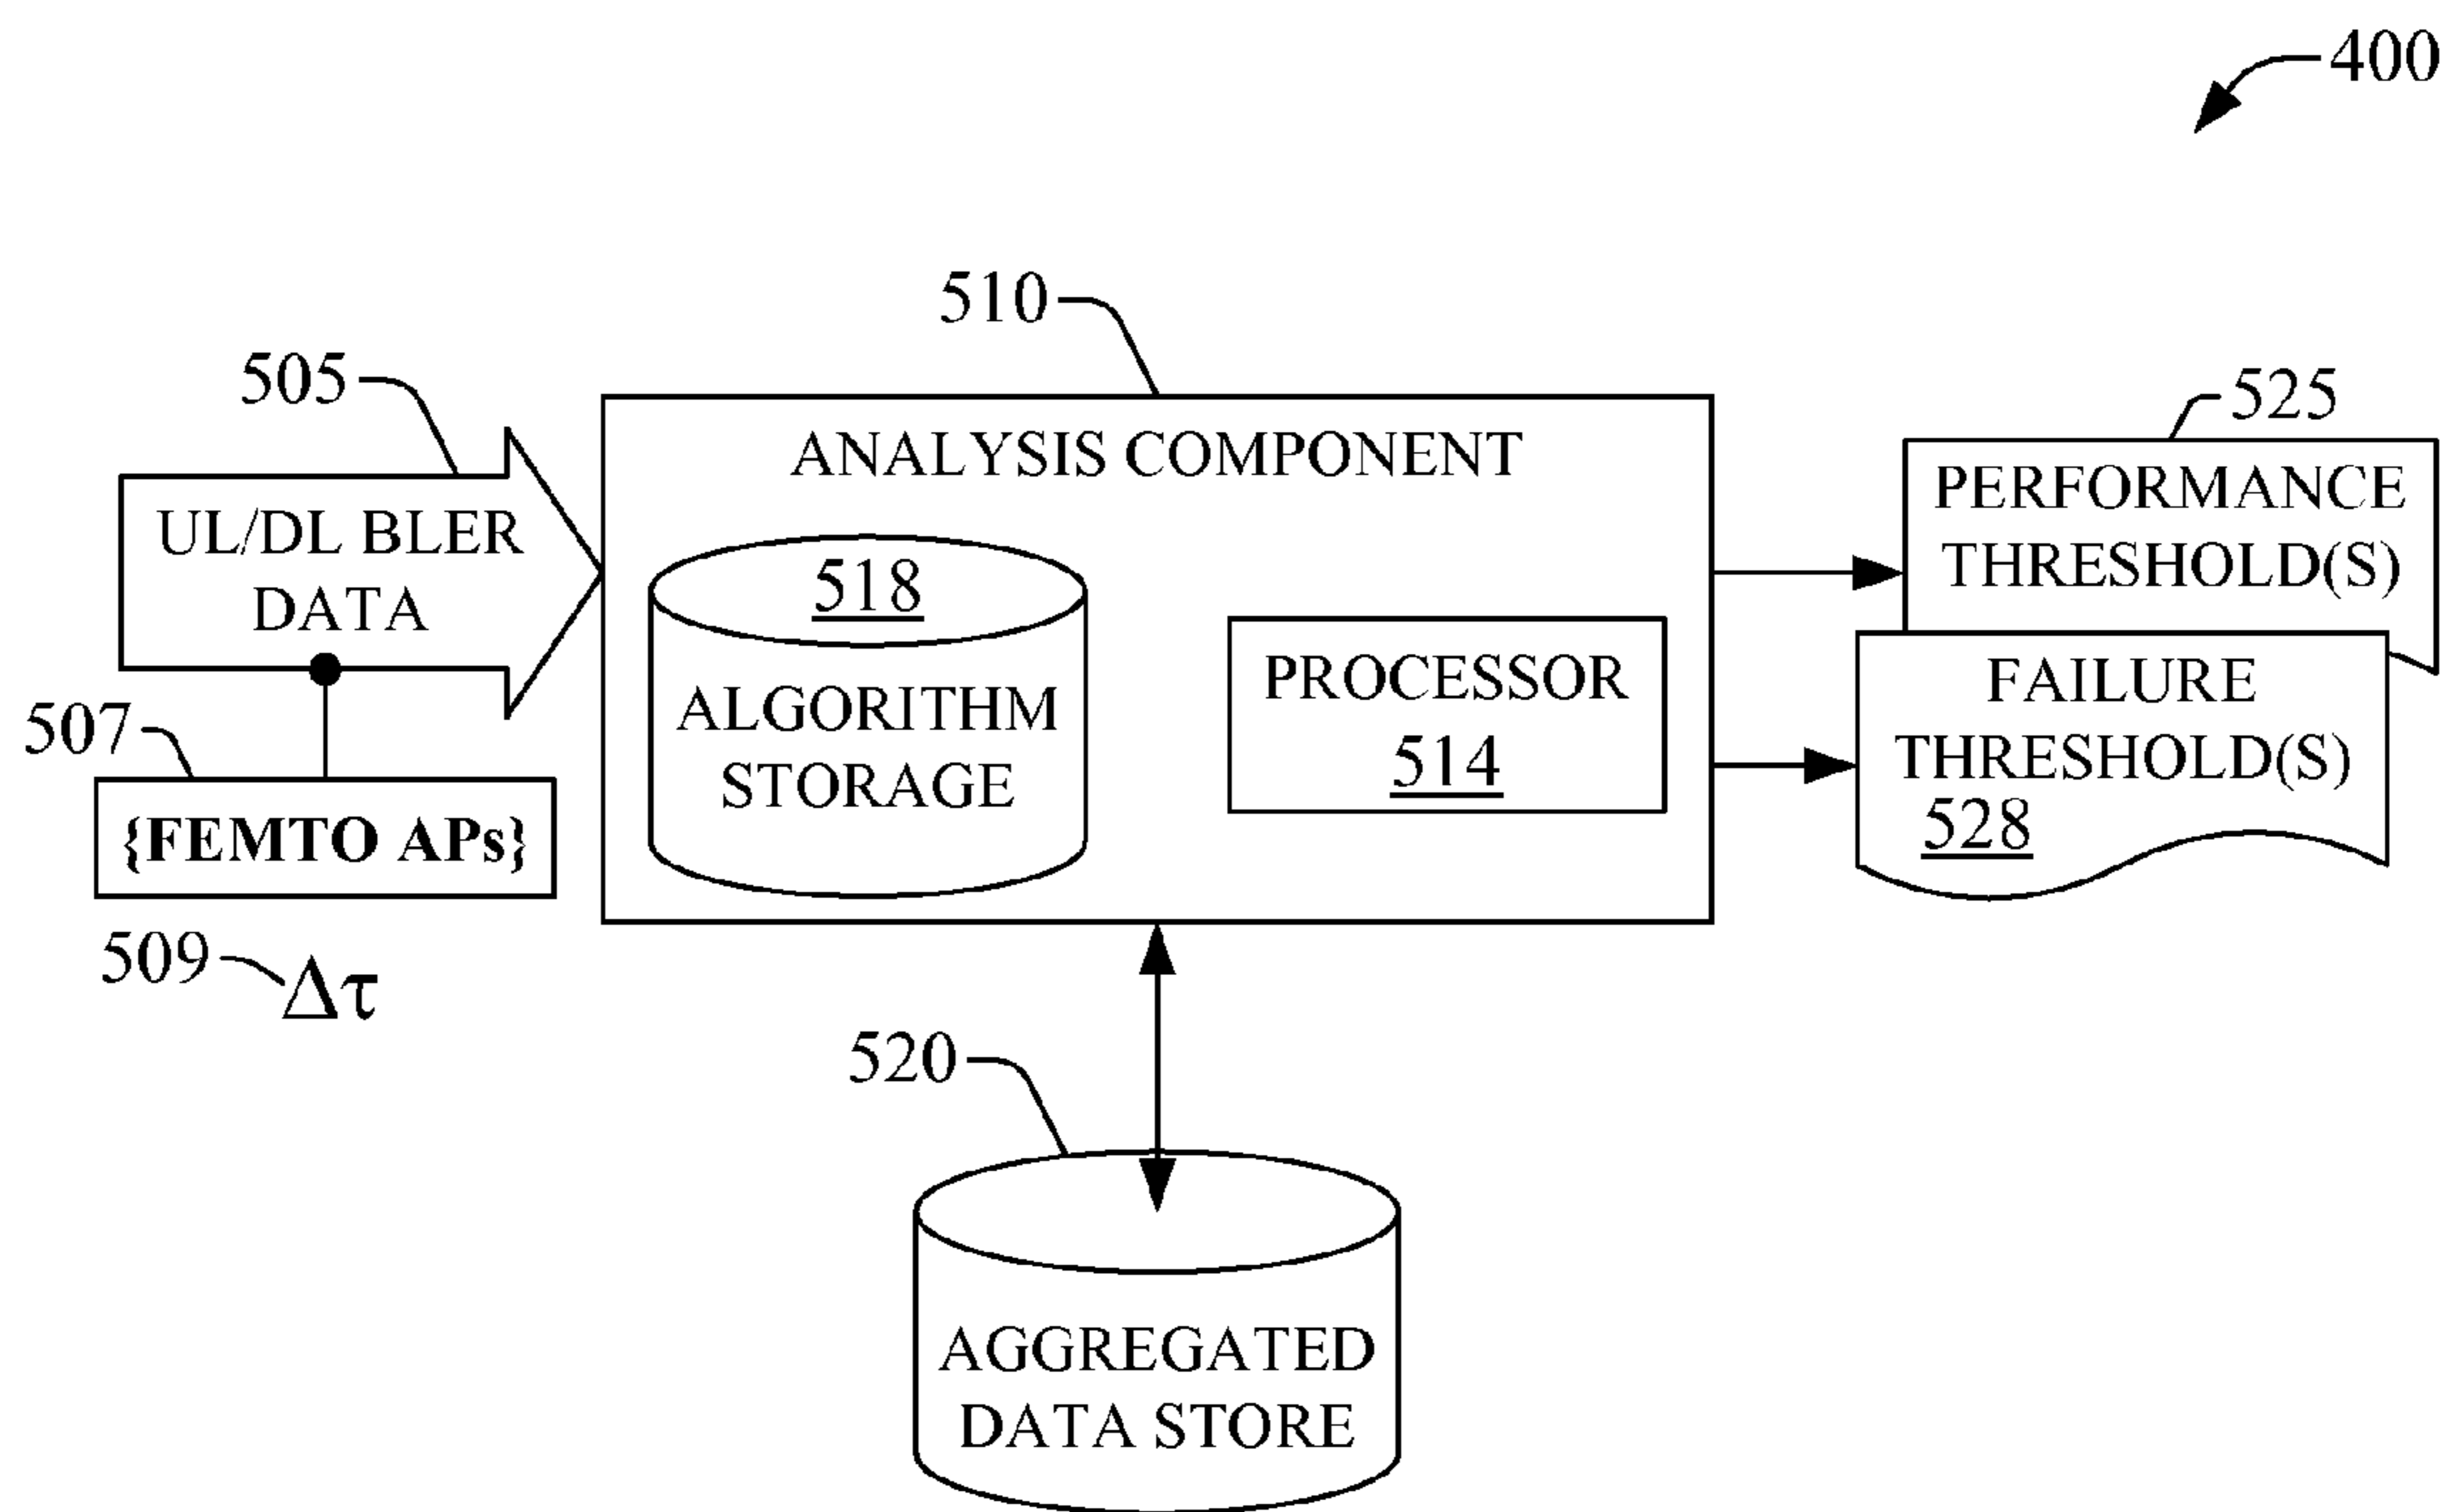 400
510
505
525
ANALYSIS COMPONENT
PERFORMANCE
THRESHOLD(S)
UL/DL BLER
DATA
518
ALGORITHM
STORAGE
PROCESSOR
514
FAILURE
THRESHOLD(S)
528
507
{FEMTO APs}
509
Δτ
520
AGGREGATED
DATA STORE